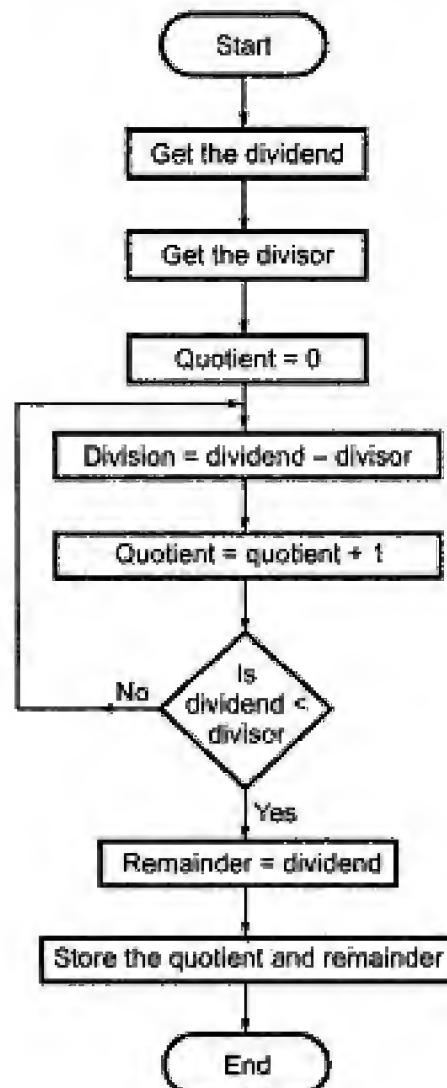 Start
Get the dividend
Get the divisor
Quotient = 0
Division = dividend – divisor
Quotient = quotient + 1
Is
dividend <
divisor
No
Yes
Remainder = dividend
Store the quotient and remainder
End